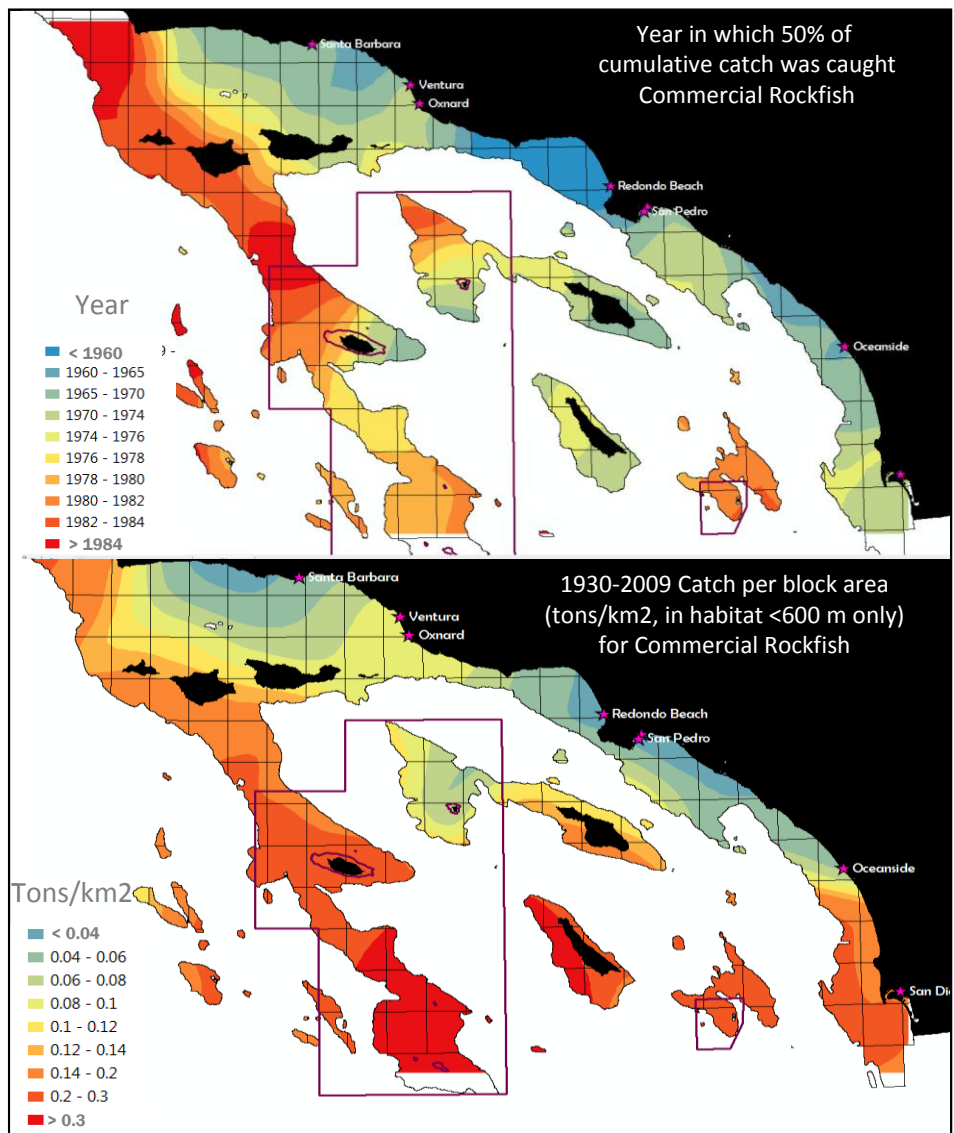 Year in which 50% of
cumulative catch was caught
Commercial Rockfish
Santa Barbara
Ventura
Oxnard
Redondo Beach
San Pedro
Oceanside
Year
< 1960
1960 - 1965
1965 - 1970
1970 - 1974
1974 - 1976
1976 - 1978
1978 - 1980
1980 - 1982
1982 - 1984
> 1984
1930-2009 Catch per block area
(tons/km2, in habitat <600 m only)
for Commercial Rockfish
Santa Barbara
Ventura
Oxnard
Redondo Beach
San Pedro
Oceanside
San Die
Tons/km2
< 0.04
0.04 - 0.06
0.06 - 0.08
0.08 - 0.1
0.1 - 0.12
0.12 - 0.14
0.14 - 0.2
0.2 - 0.3
> 0.3